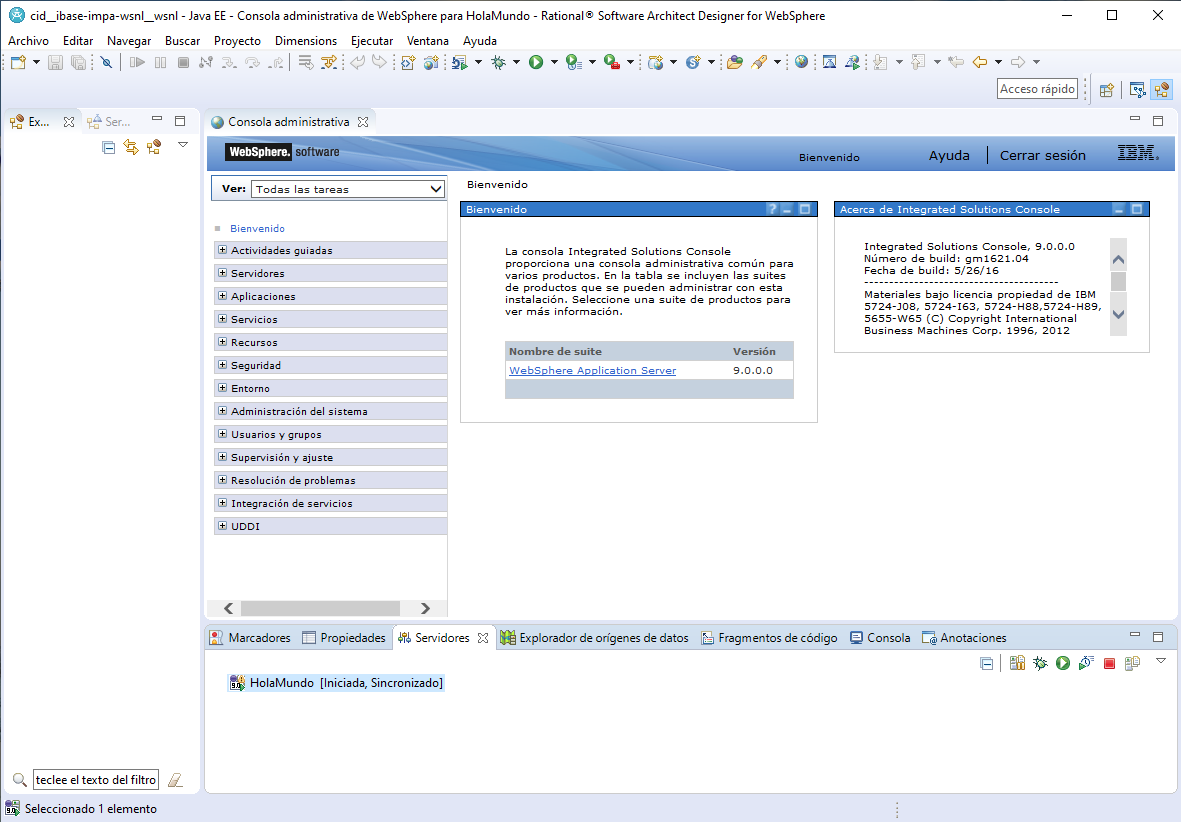 cid__ibase-impa-wsnl__wsnl - Java EE - Consola administrativa de WebSphere para HolaMundo - Rational® Software Architect Designer for WebSphere
Archivo Editar Navegar Buscar Proyecto Dimensions Ejecutar Ventana Ayuda
Acceso rápido
Ex... Ser...
Consola administrativa
WebSphere. software
Bienvenido Ayuda Cerrar sesión IBM.
Ver: Todas las tareas
Bienvenido
Actividades guiadas
Servidores
Aplicaciones
Servicios
Recursos
Seguridad
Entorno
Administración del sistema
Usuarios y grupos
Supervisión y ajuste
Resolución de problemas
Integración de servicios
UDDI
Bienvenido
Bienvenido
La consola Integrated Solutions Console
proporciona una consola administrativa común para
varios productos. En la tabla se incluyen las suites
de productos que se pueden administrar con esta
instalación. Seleccione una suite de productos para
ver más información.
Nombre de suite Versión
WebSphere Application Server 9.0.0.0
Acerca de Integrated Solutions Console
Integrated Solutions Console, 9.0.0.0
Número de build: gm1621.04
Fecha de build: 5/26/16
---------------------------------------
Materiales bajo licencia propiedad de IBM
5724-J08, 5724-I63, 5724-H88,5724-H89,
5655-W65 (C) Copyright International
Business Machines Corp. 1996, 2012
Marcadores Propiedades Servidores Explorador de orígenes de datos Fragmentos de código Consola Anotaciones
HolaMundo [Iniciada, Sincronizado]
teclee el texto del filtro
Seleccionado 1 elemento